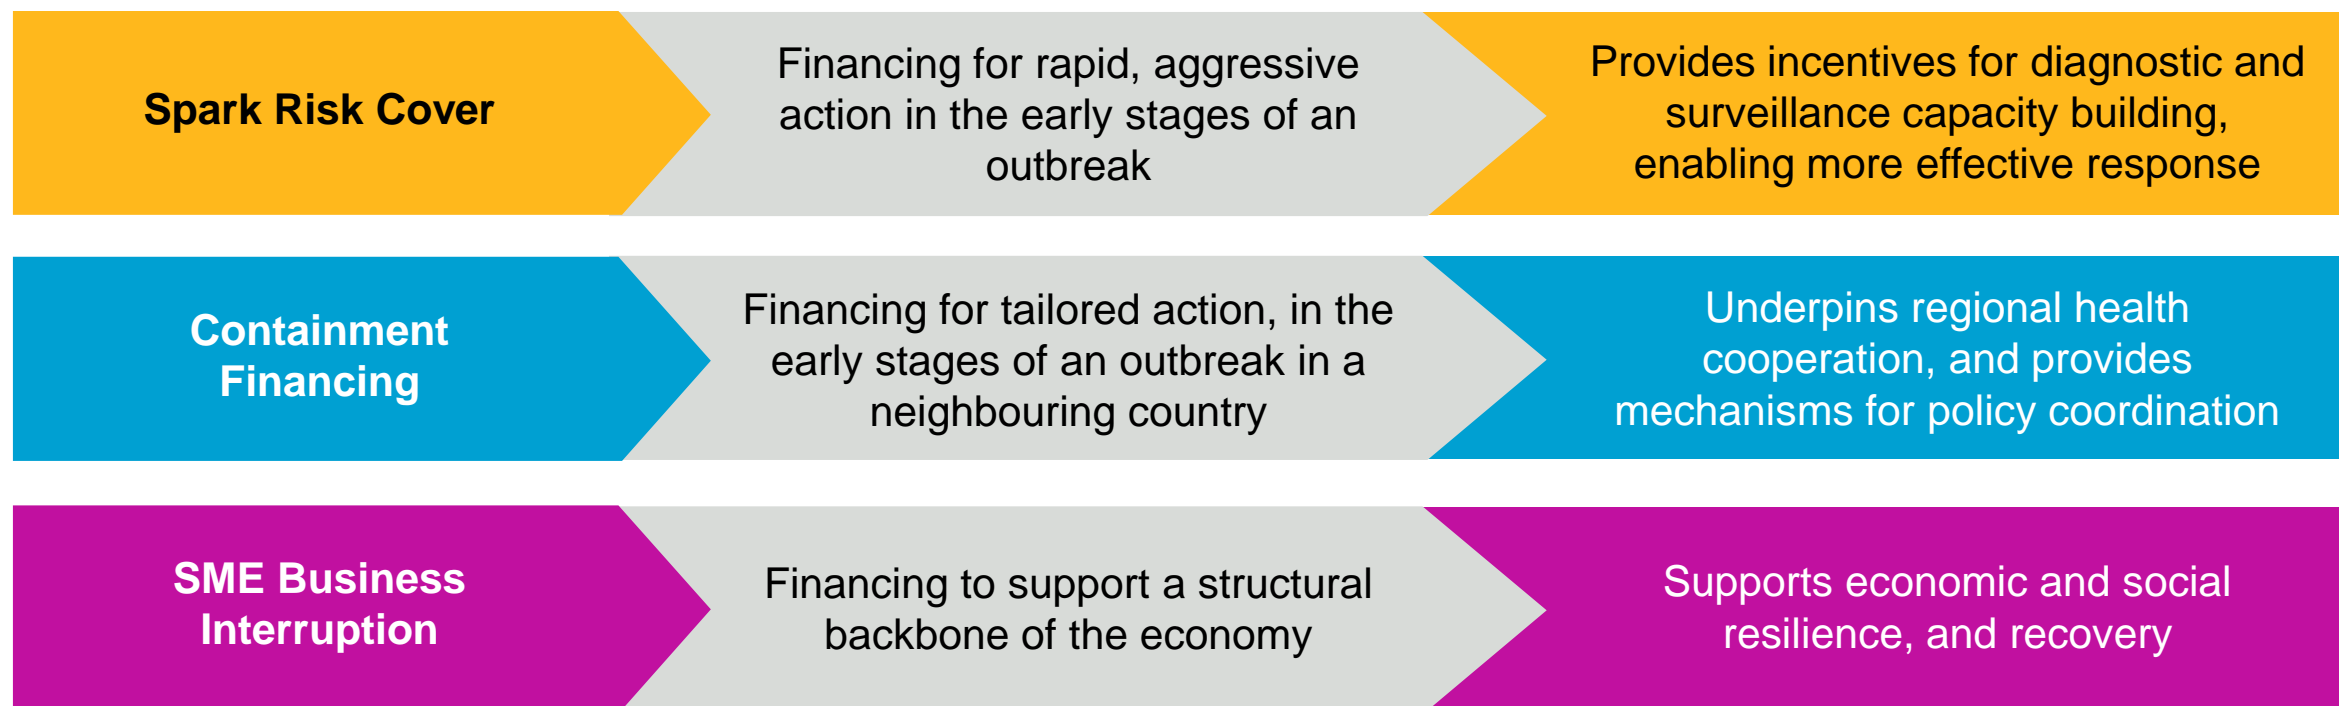 Spark Risk Cover
Financing for rapid, aggressive
action in the early stages of an
outbreak
Provides incentives for diagnostic and
surveillance capacity building,
enabling more effective response
Containment
Financing
Financing for tailored action, in the
early stages of an outbreak in a
neighbouring country
Underpins regional health
cooperation, and provides
mechanisms for policy coordination
SME Business
Interruption
Financing to support a structural
backbone of the economy
Supports economic and social
resilience, and recovery